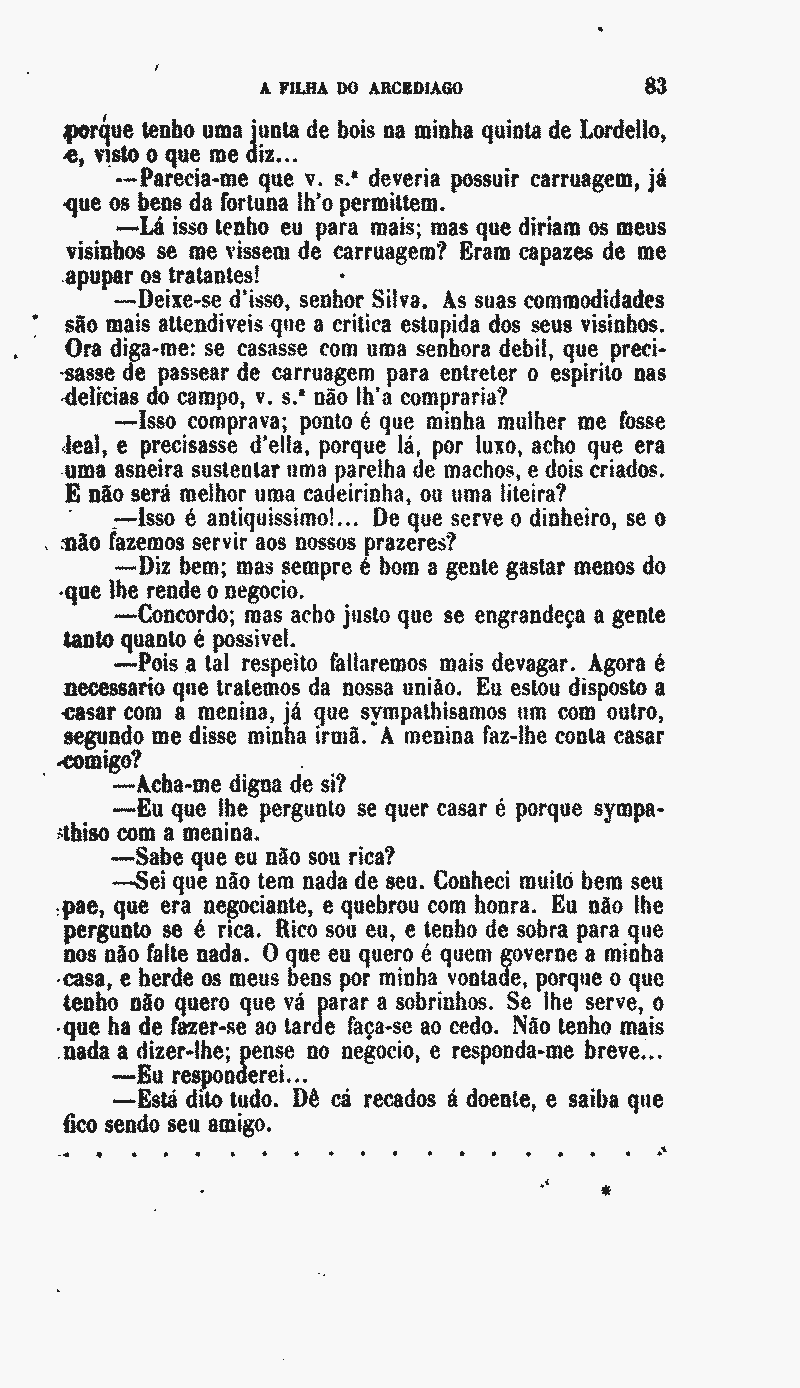 A FILHA DO ARCEDIAGO 83
porque tenho uma junta de bois na minha quinta de Lordello,
e, visto o que me diz...
—Parecia-me que v. s.ª deveria possuir carruagem, já
que os bens da fortuna lh'o permittem.
—Lá isso tenho eu para mais; mas que diriam os meus
visinhos se me vissem de carruagem? Eram capazes de me
apupar os tratantes!
—Deixe-se d'isso, senhor Silva. As suas commodidades
são mais attendiveis que a critica estupida dos seus visinhos.
Ora diga-me: se casasse com uma senhora debil, que preci-
sasse de passear de carruagem para entreter o espirito nas
delicias do campo, v. s.ª não lh'a compraria?
—Isso comprava; ponto é que minha mulher me fosse
leal, e precisasse d'ella, porque lá, por luxo, acho que era
uma asneira sustentar uma parelha de machos, e dois criados.
E não será melhor uma cadeirinha, ou uma liteira?
—Isso é antiquissimo!... De que serve o dinheiro, se o
não fazemos servir aos nossos prazeres?
—Diz bem; mas sempre é bom a gente gastar menos do
que lhe rende o negocio.
—Concordo; mas acho justo que se engrandeça a gente
tanto quanto é possivel.
—Pois a tal respeito fallaremos mais devagar. Agora é
necessario que tratemos da nossa união. Eu estou disposto a
casar com a menina, já que sympathisamos um com outro,
segundo me disse minha irmã. A menina faz-lhe conta casar
comigo?
—Acha-me digna de si?
—Eu que lhe pergunto se quer casar é porque sympa-
thiso com a menina.
—Sabe que eu não sou rica?
—Sei que não tem nada de seu. Conheci muito bem seu
pae, que era negociante, e quebrou com honra. Eu não lhe
pergunto se é rica. Rico sou eu, e tenho de sobra para que
nos não falte nada. O que eu quero é quem governe a minha
casa, e herde os meus bens por minha vontade, porque o que
tenho não quero que vá parar a sobrinhos. Se lhe serve, o
que ha de fazer-se ao tarde faça-se ao cedo. Não tenho mais
nada a dizer-lhe; pense no negocio, e responda-me breve...
—Eu responderei...
—Está dito tudo. Dê cá recados á doente, e saiba que
fico sendo seu amigo.
. . . . . . . . . . . . . . . . . . .
*